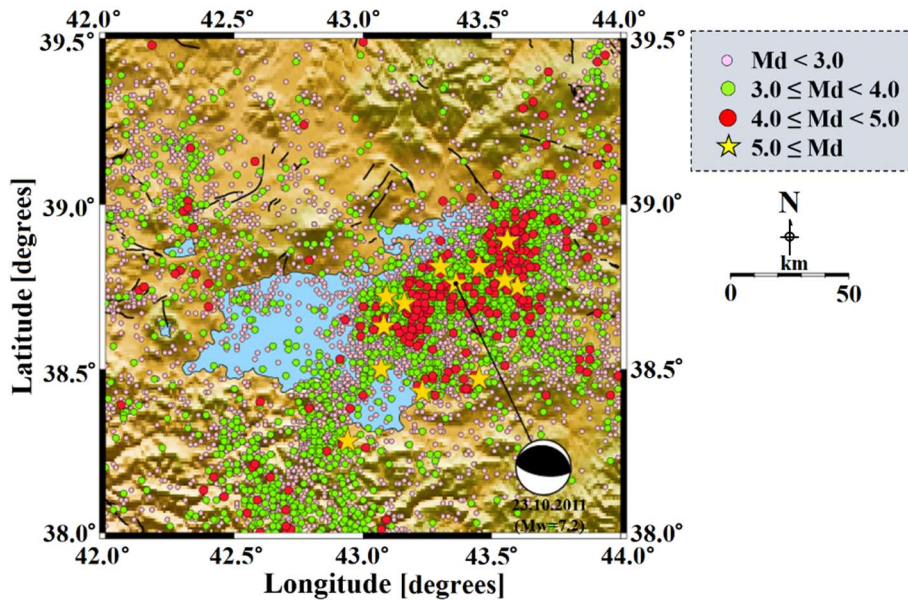 42.0° 42.5° 43.0° 43.5° 44.0°
39.5° 39.5°
Md < 3.0
3.0 ≤ Md < 4.0
4.0 ≤ Md < 5.0
5.0 ≤ Md
39.0° 39.0°
N
km
0 50
Latitude [degrees]
38.5° 38.5°
23.10.2011
(Mw=7.2)
38.0° 38.0°
42.0° 42.5° 43.0° 43.5° 44.0°
Longitude [degrees]